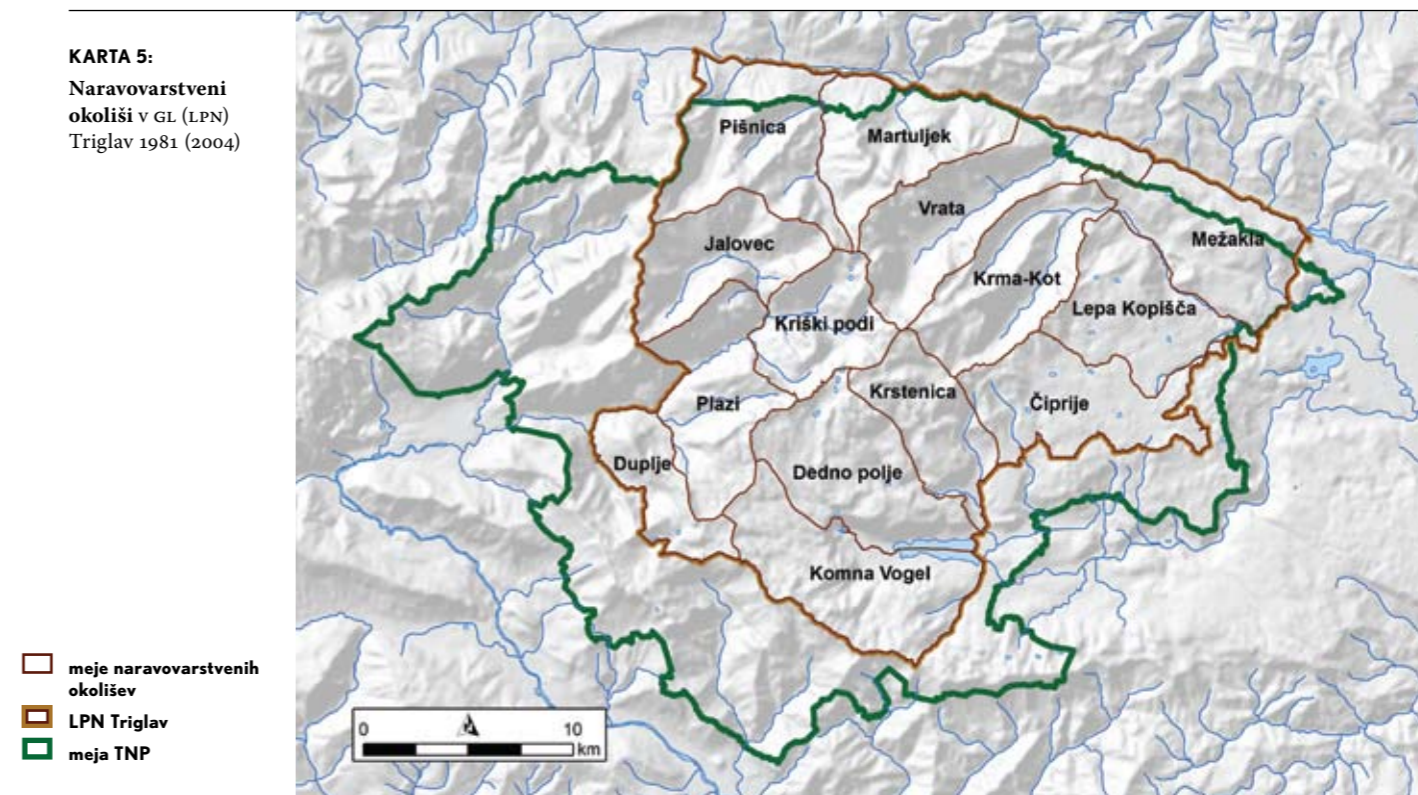 KARTA 5:
Naravovarstveni
okoliši v GL (LPN)
Triglav 1981 (2004)
Pišnica
Martuljek
Vrata
Mežakla
Jalovec
Krma-Kot
Lepa Kopišča
Kriški podi
Krstenica
Plazi
Čiprije
Duplje
Dedno polje
Komna Vogel
meje naravovarstvenih
okolišev
LPN Triglav
meja TNP
0 10
km